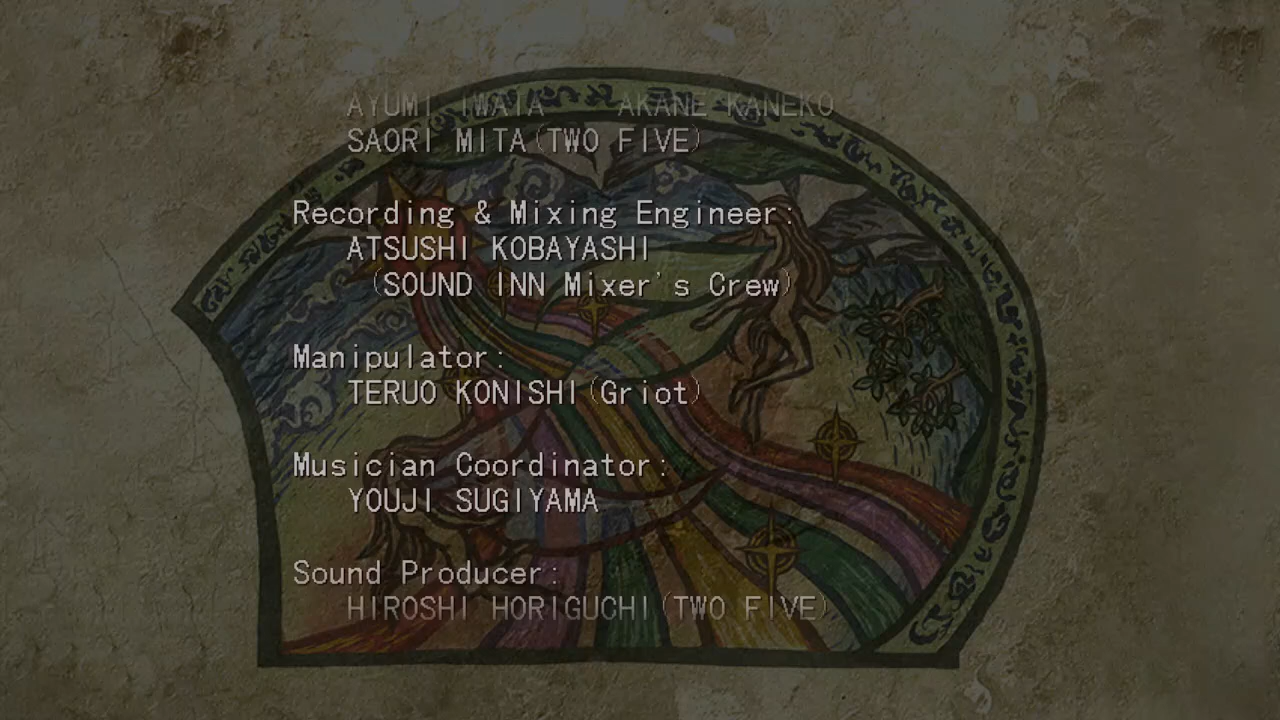 AYUMI IWATA    AKANE KANEKO
SAORI MITA(TWO FIVE)
Recording & Mixing Engineer:
ATSUSHI KOBAYASHI
(SOUND INN Mixer's Crew)
Manipulator:
TERUO KONISHI(Griot)
Musician Coordinator:
YOUJI SUGIYAMA
Sound Producer:
HIROSHI HORIGUCHI(TWO FIVE)